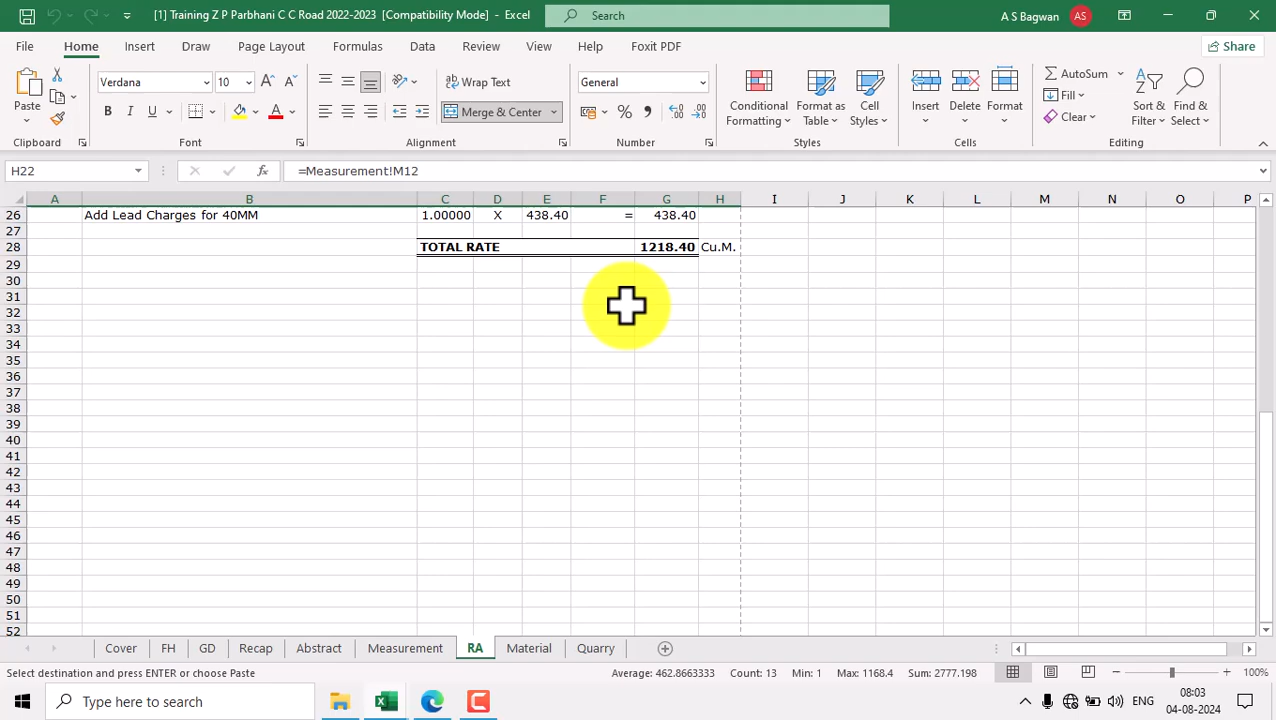 [1] Training Z P Parbhani C C Road 2022-2023 [Compatibility Mode] - Excel
Search
A S Bagwan
AS
File Home Insert Draw Page Layout Formulas Data Review View Help Foxit PDF
Share
Paste
Verdana 10
B I U
Wrap Text
Merge & Center
General
Conditional Formatting
Format as Table
Cell Styles
Insert Delete Format
AutoSum
Fill
Clear
Sort & Filter
Find & Select
Clipboard Font Alignment Number Styles Cells Editing
H22
fx
=Measurement!M12
A B C D E F G H I J K L M N O P
26 Add Lead Charges for 40MM 1.00000 X 438.40 = 438.40
27
28 TOTAL RATE 1218.40 Cu.M.
29
30
31
32
33
34
35
36
37
38
39
40
41
42
43
44
45
46
47
48
49
50
51
52
Cover FH GD Recap Abstract Measurement RA Material Quarry
Select destination and press ENTER or choose Paste
Average: 462.8663333 Count: 13 Min: 1 Max: 1168.4 Sum: 2777.198
100%
Type here to search
ENG
08:03
04-08-2024